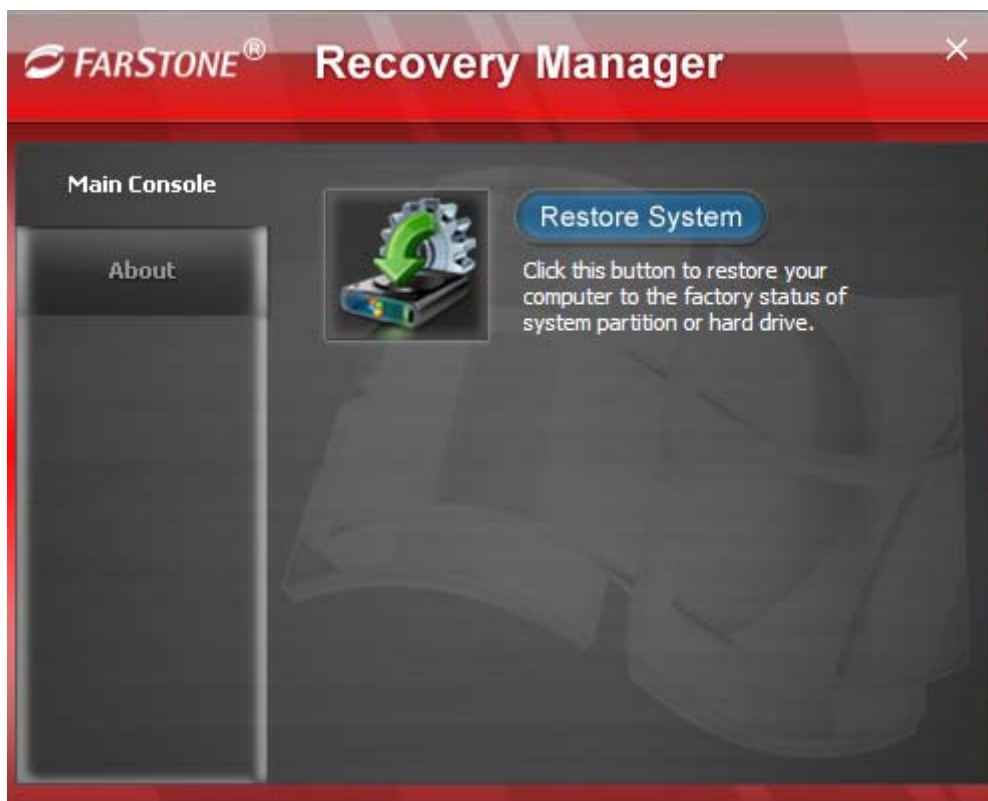 FARSTONE® Recovery Manager
Main Console
About
Restore System
Click this button to restore your
computer to the factory status of
system partition or hard drive.